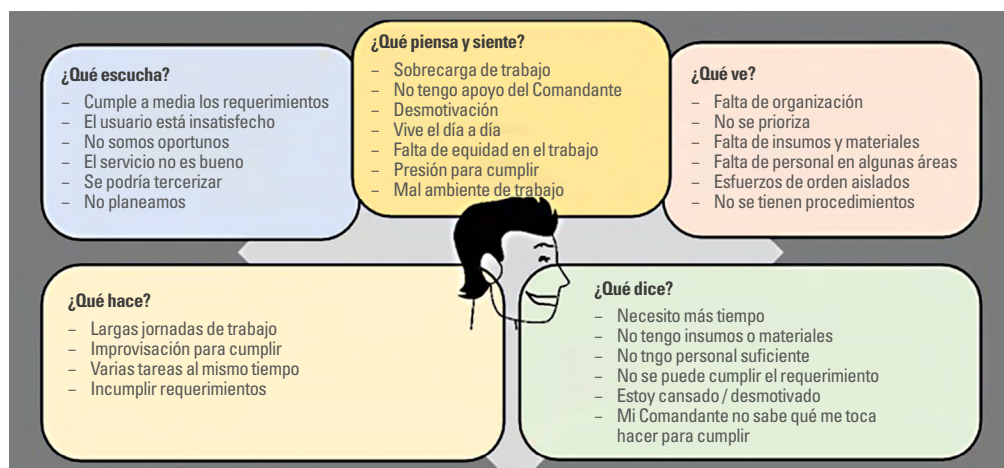 ¿Qué escucha?
– Cumple a media los requerimientos
– El usuario está insatisfecho
– No somos oportunos
– El servicio no es bueno
– Se podría tercerizar
– No planeamos
¿Qué piensa y siente?
– Sobrecarga de trabajo
– No tengo apoyo del Comandante
– Desmotivación
– Vive el día a día
– Falta de equidad en el trabajo
– Presión para cumplir
– Mal ambiente de trabajo
¿Qué ve?
– Falta de organización
– No se prioriza
– Falta de insumos y materiales
– Falta de personal en algunas áreas
– Esfuerzos de orden aislados
– No se tienen procedimientos
¿Qué hace?
– Largas jornadas de trabajo
– Improvisación para cumplir
– Varias tareas al mismo tiempo
– Incumplir requerimientos
¿Qué dice?
– Necesito más tiempo
– No tengo insumos o materiales
– No tngo personal suficiente
– No se puede cumplir el requerimiento
– Estoy cansado / desmotivado
– Mi Comandante no sabe qué me toca
hacer para cumplir